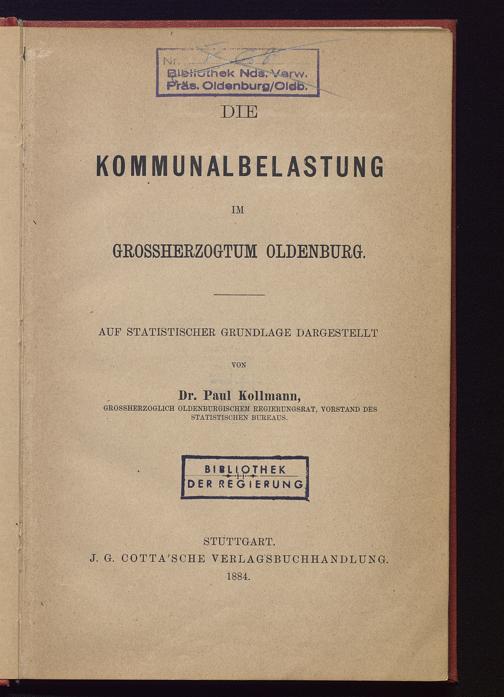 Nr.
Bibliothek Nds. Verw.
Präs. Oldenburg/Oldb.
DIE
KOMMUNALBELASTUNG
IM
GROSSHERZOGTUM OLDENBURG.
AUF STATISTISCHER GRUNDLAGE DARGESTELLT
VON
Dr. Paul Kollmann,
GROSSHERZOGLICH OLDENBURGISCHEM REGIERUNGSRAT, VORSTAND DES
STATISTISCHEN BUREAUS.
BIBLIOTHEK
DER REGIERUNG
STUTTGART.
J. G. COTTA'SCHE VERLAGSBUCHHANDLUNG.
1884.